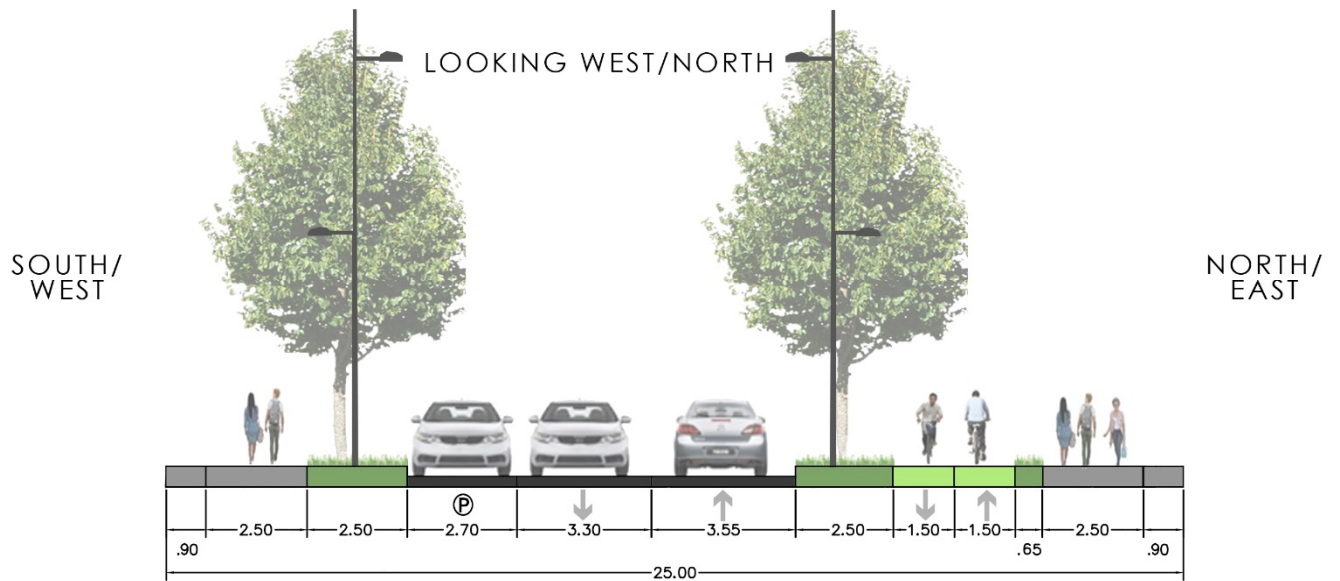 LOOKING WEST/NORTH
SOUTH/
WEST
NORTH/
EAST
P
2.50 2.50 2.70 3.30 3.55 2.50 1.50 1.50 2.50
.90 .65 .90
25.00